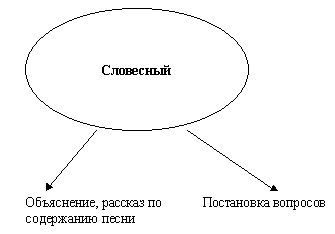 Словесный
Объяснение, рассказ по
содержанию песни
Постановка вопросов